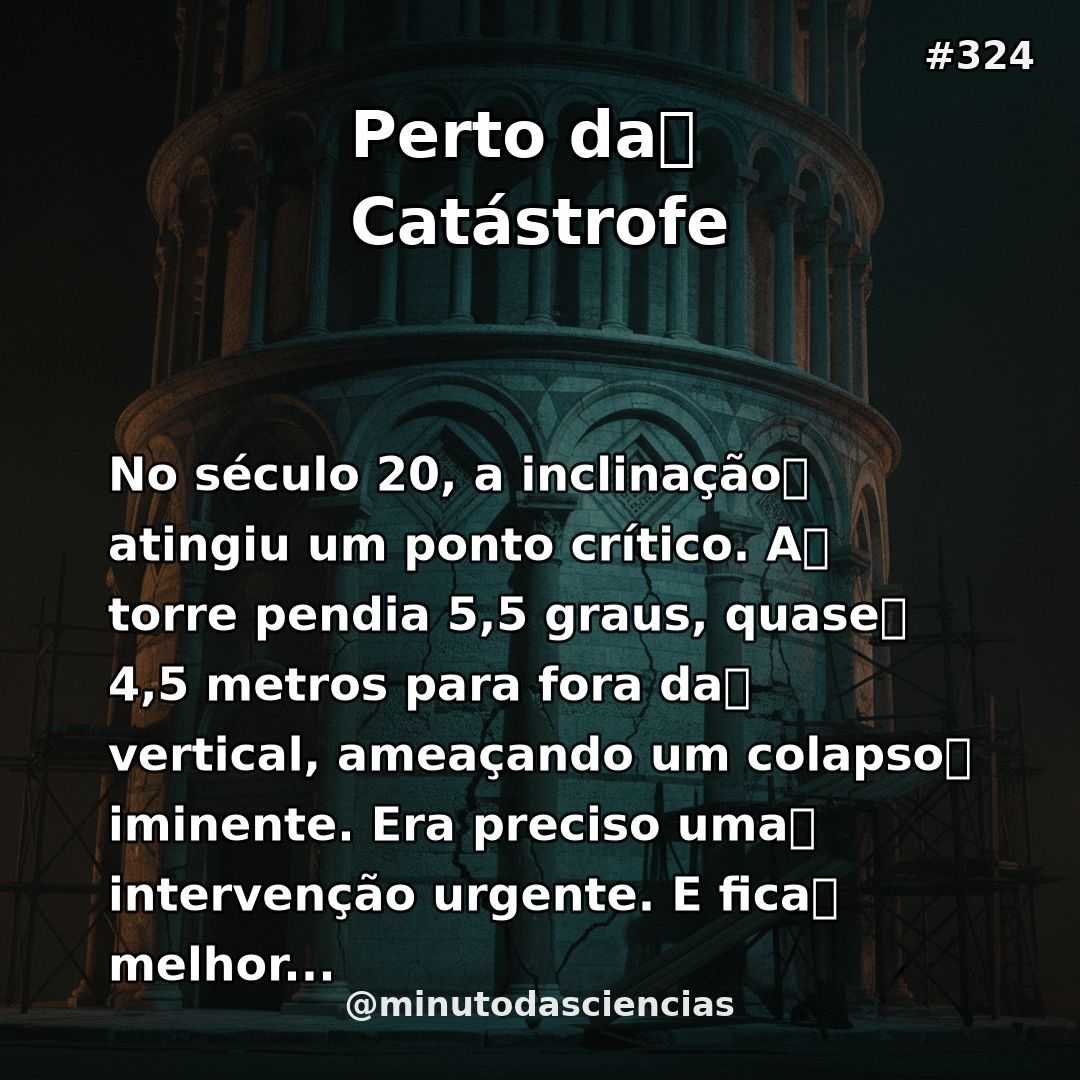 #324
Perto da▯
Catástrofe
No século 20, a inclinação▯
atingiu um ponto crítico. A▯
torre pendia 5,5 graus, quase▯
4,5 metros para fora da▯
vertical, ameaçando um colapso▯
iminente. Era preciso uma▯
intervenção urgente. E fica▯
melhor...
@minutodasciencias